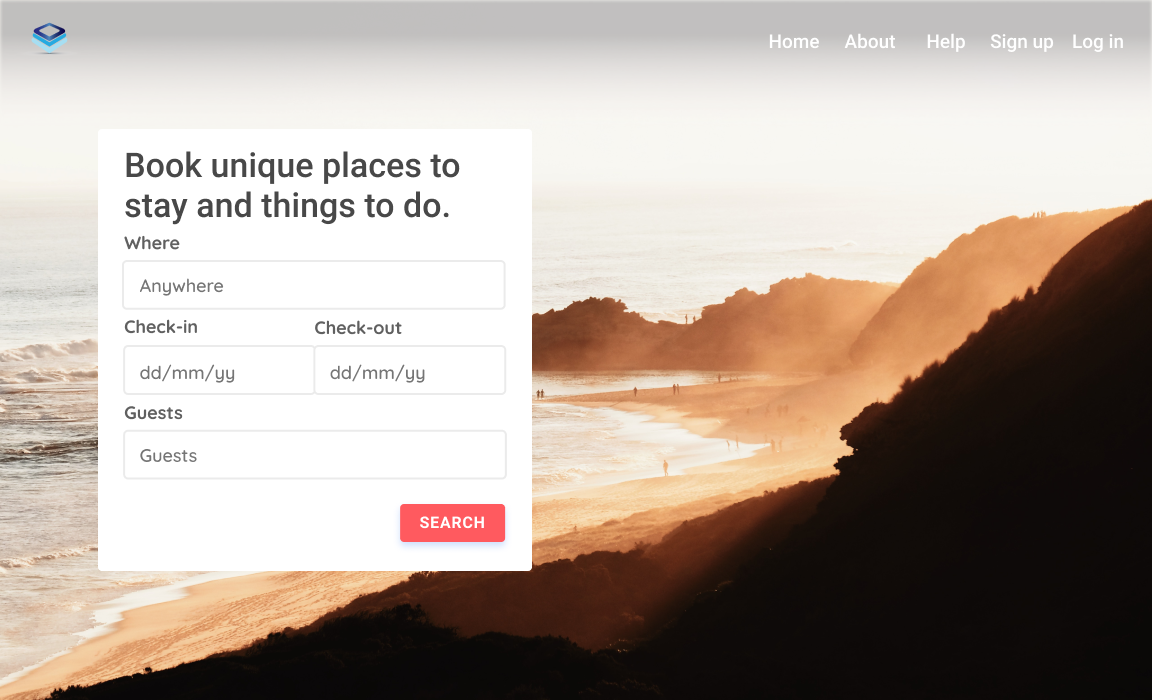 Home About Help Sign up Log in
Book unique places to
stay and things to do.
Where
Anywhere
Check-in Check-out
dd/mm/yy dd/mm/yy
Guests
Guests
SEARCH